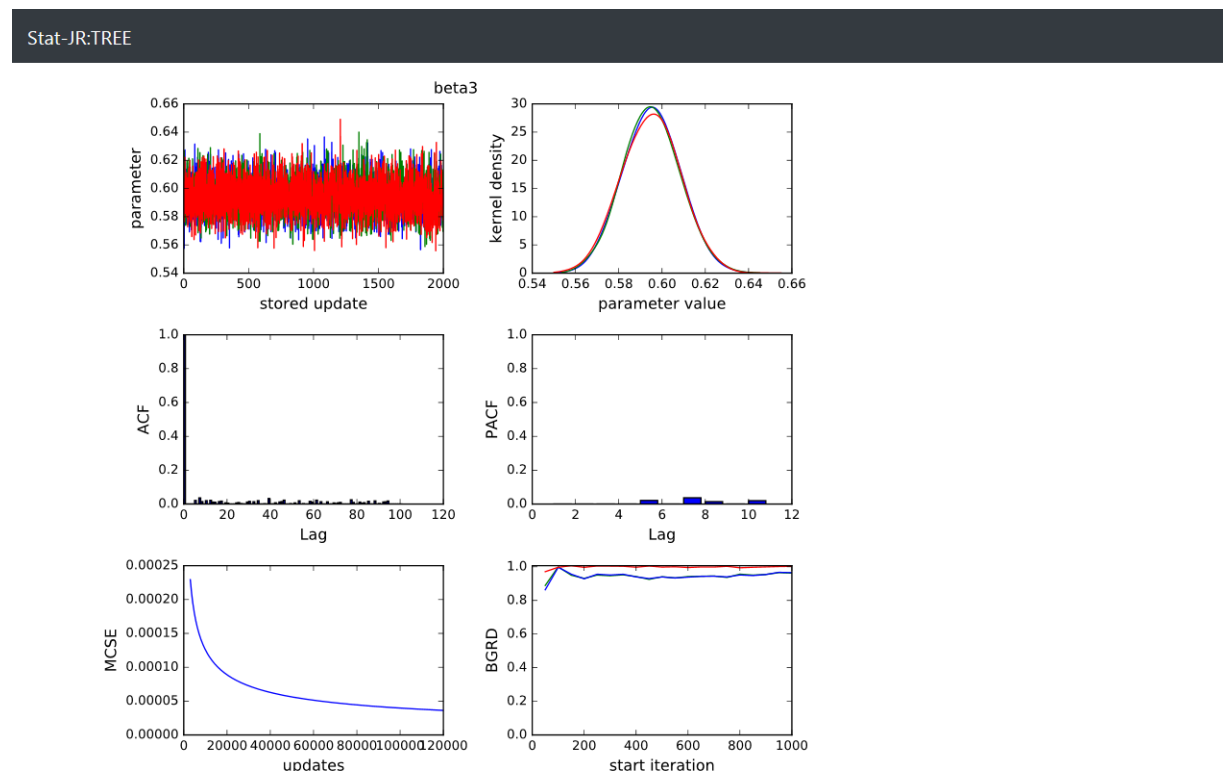 Stat-JR:TREE
beta3
0.66
0.64
0.62
0.60
0.58
0.56
0.54
parameter
0 500 1000 1500 2000
stored update
30
25
20
15
10
5
0
kernel density
0.54 0.56 0.58 0.60 0.62 0.64 0.66
parameter value
1.0
0.8
0.6
0.4
0.2
0.0
ACF
0 20 40 60 80 100 120
Lag
1.0
0.8
0.6
0.4
0.2
0.0
PACF
0 2 4 6 8 10 12
Lag
0.00025
0.00020
0.00015
0.00010
0.00005
0.00000
MCSE
0 20000 40000 60000 80000 100000 120000
updates
1.0
0.8
0.6
0.4
0.2
0.0
BGRD
0 200 400 600 800 1000
start iteration